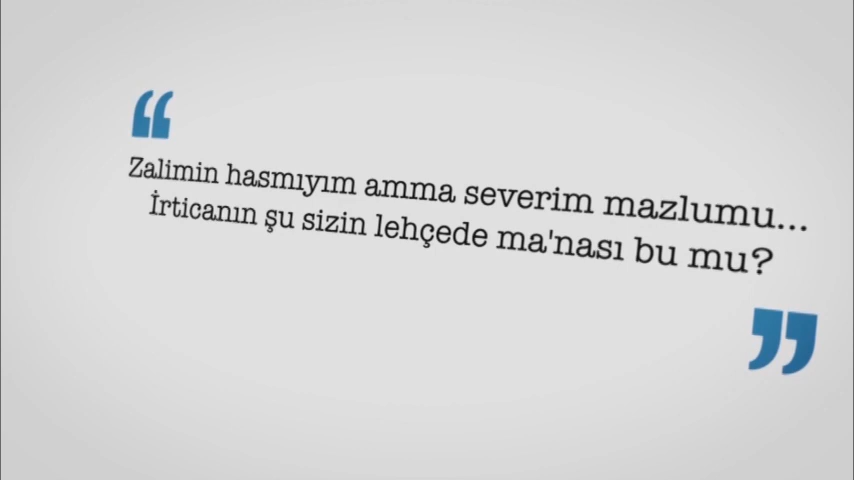 “
Zalimin hasmıyım amma severim mazlumu...
İrticanın şu sizin lehçede ma'nası bu mu?
”